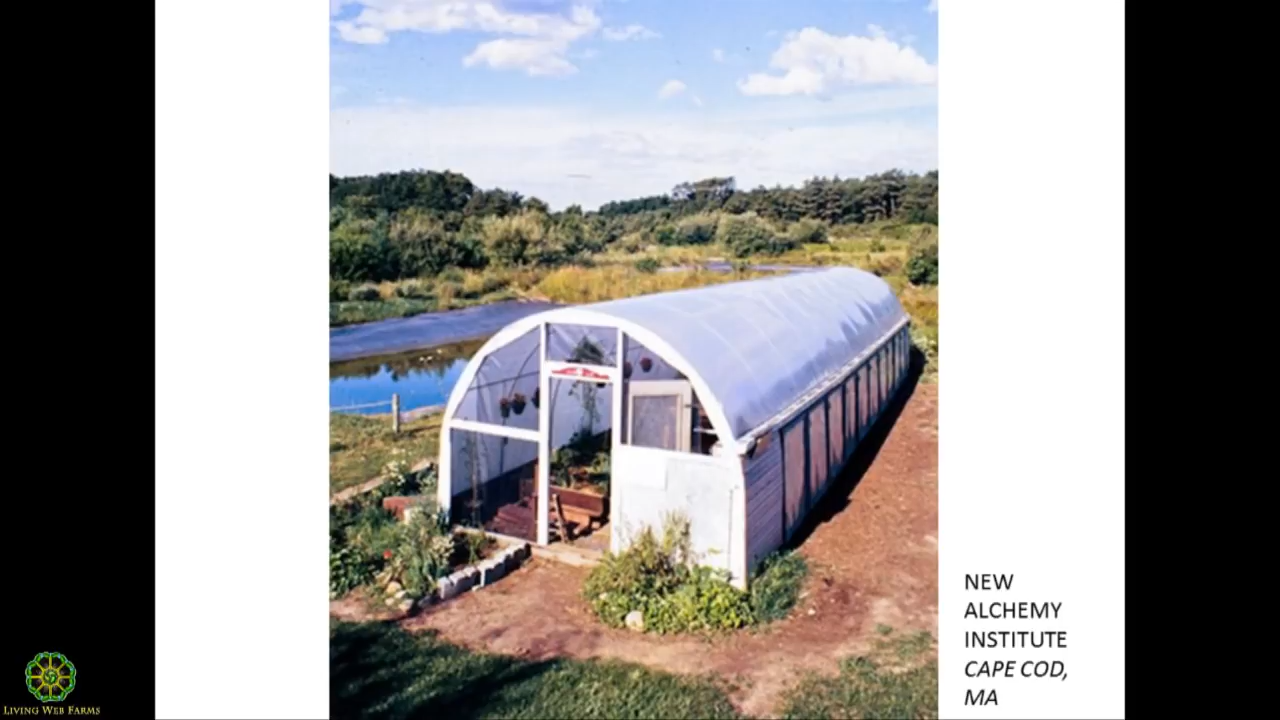 NEW
ALCHEMY
INSTITUTE
CAPE COD,
MA
LIVING WEB FARMS